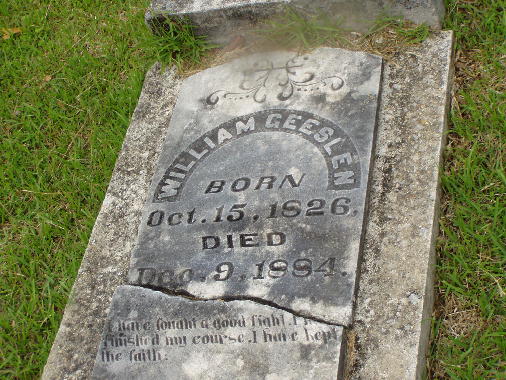 WILLIAM GEESLEN
BORN
Oct. 15, 1826.
DIED
Dec. 9, 1884.
I have fought a good fight, I
finished my course, I have kept
the faith.